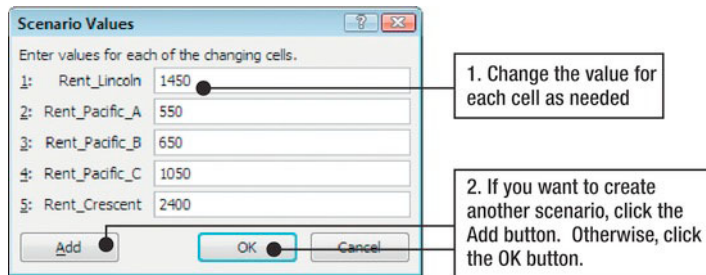 Scenario Values
Enter values for each of the changing cells.
1: Rent_Lincoln 1450
2: Rent_Pacific_A 550
3: Rent_Pacific_B 650
4: Rent_Pacific_C 1050
5: Rent_Crescent 2400
Add OK Cancel
1. Change the value for
each cell as needed
2. If you want to create
another scenario, click the
Add button. Otherwise, click
the OK button.